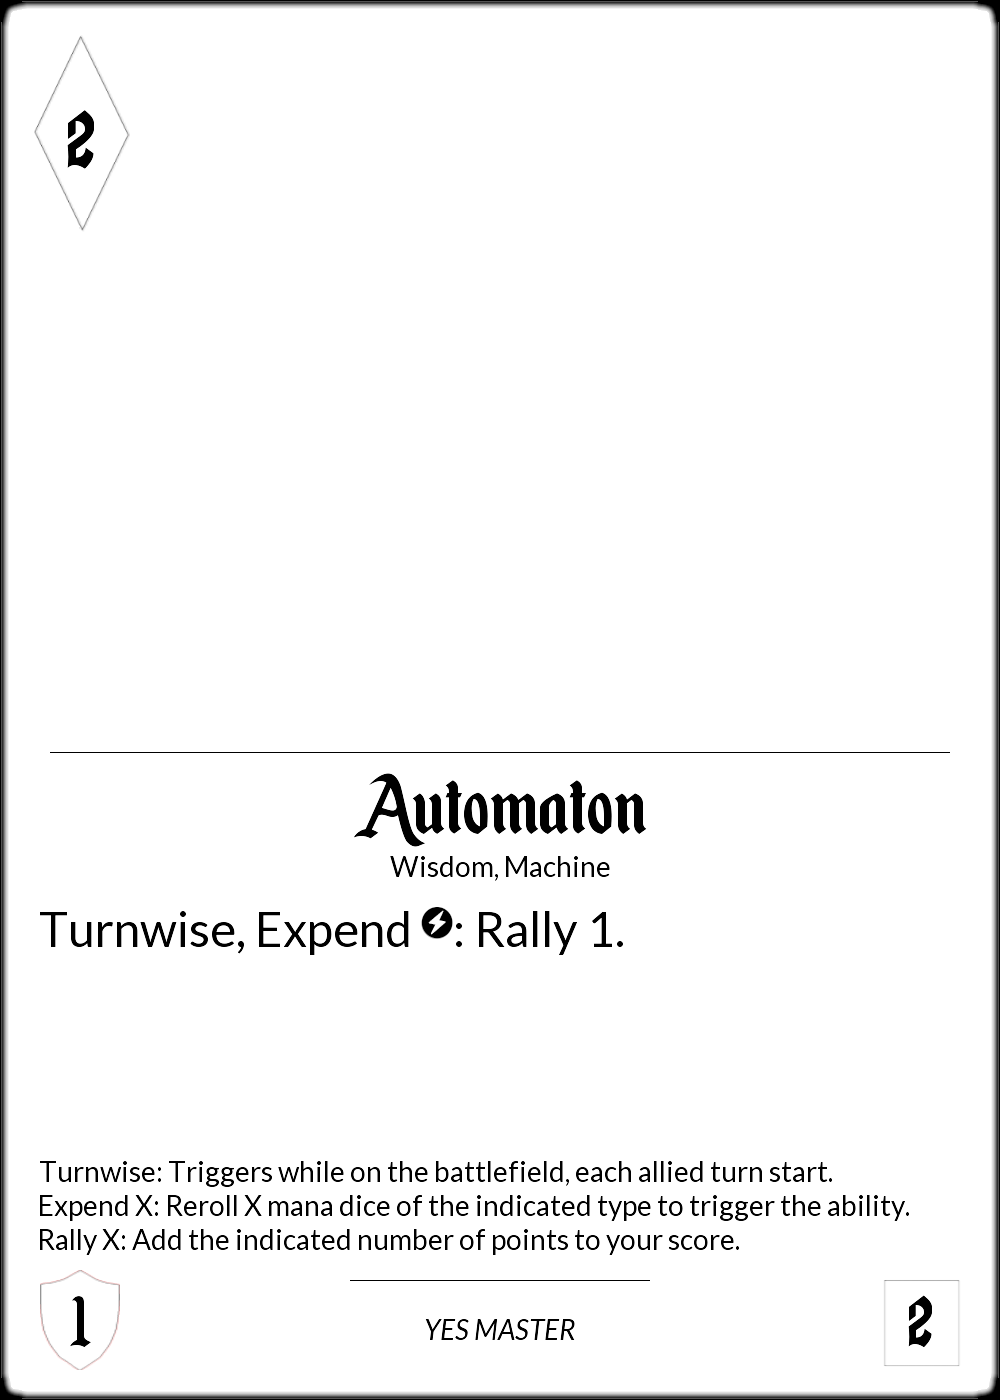 2
Automaton
Wisdom, Machine
Turnwise, Expend : Rally 1.
Turnwise: Triggers while on the battlefield, each allied turn start.
Expend X: Reroll X mana dice of the indicated type to trigger the ability.
Rally X: Add the indicated number of points to your score.
1
YES MASTER
2